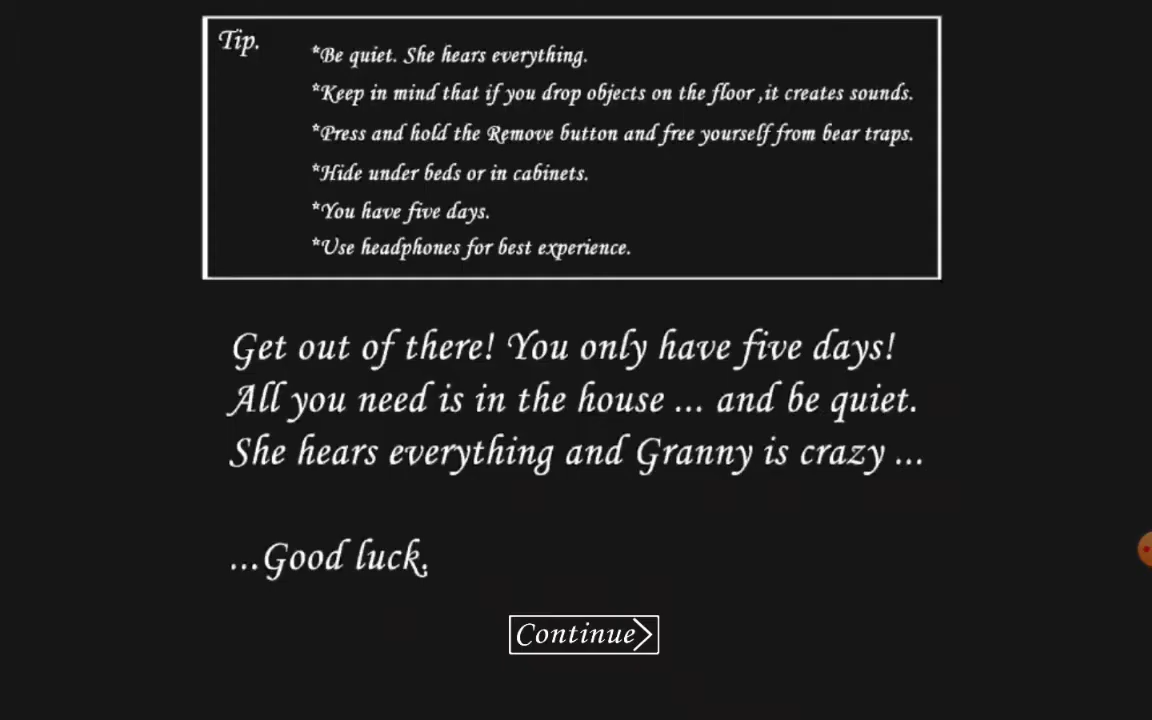 Tip.
*Be quiet. She hears everything.
*Keep in mind that if you drop objects on the floor ,it creates sounds.
*Press and hold the Remove button and free yourself from bear traps.
*Hide under beds or in cabinets.
*You have five days.
*Use headphones for best experience.
Get out of there! You only have five days!
All you need is in the house ... and be quiet.
She hears everything and Granny is crazy ...
...Good luck.
Continue